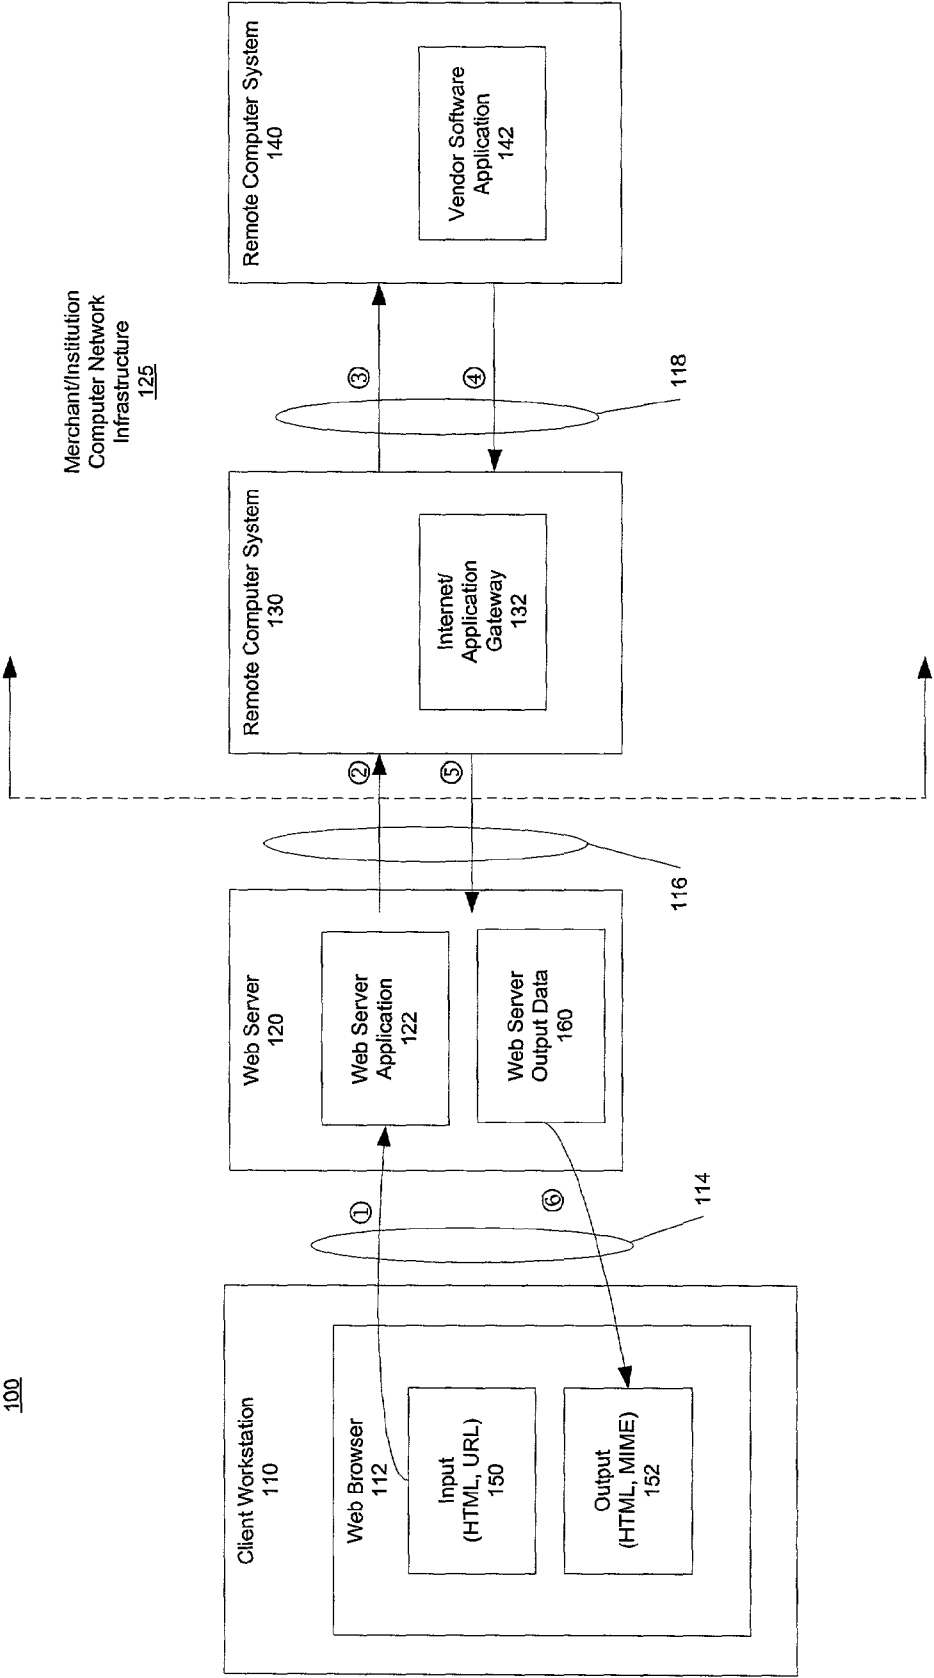 100
Merchant/Institution
Computer Network
Infrastructure
125
Client Workstation
110
Web Browser
112
Input
(HTML, URL)
150
Output
(HTML, MIME)
152
①
⑥
114
Web Server
120
Web Server
Application
122
Web Server
Output Data
160
②
⑤
116
Remote Computer System
130
Internet/
Application
Gateway
132
③
④
118
Remote Computer System
140
Vendor Software
Application
142